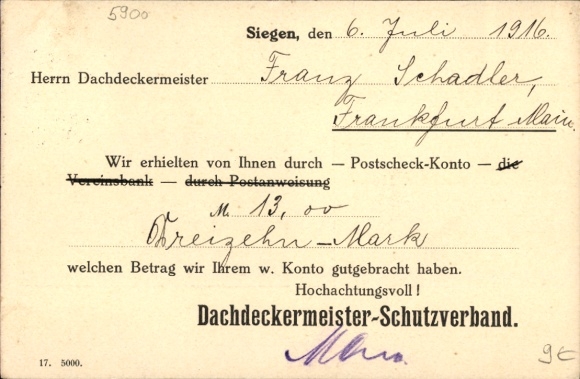 5900
Siegen, den 6. Juli 1916.
Herrn Dachdeckermeister Franz Schadler,
Frankfurt Main.
Wir erhielten von Ihnen durch — Postscheck-Konto — die
Vereinsbank — durch Postanweisung
M. 13,00
Dreizehn — Mark
welchen Betrag wir Ihrem w. Konto gutgebracht haben.
Hochachtungsvoll!
Dachdeckermeister-Schutzverband.
17. 5000.
9€